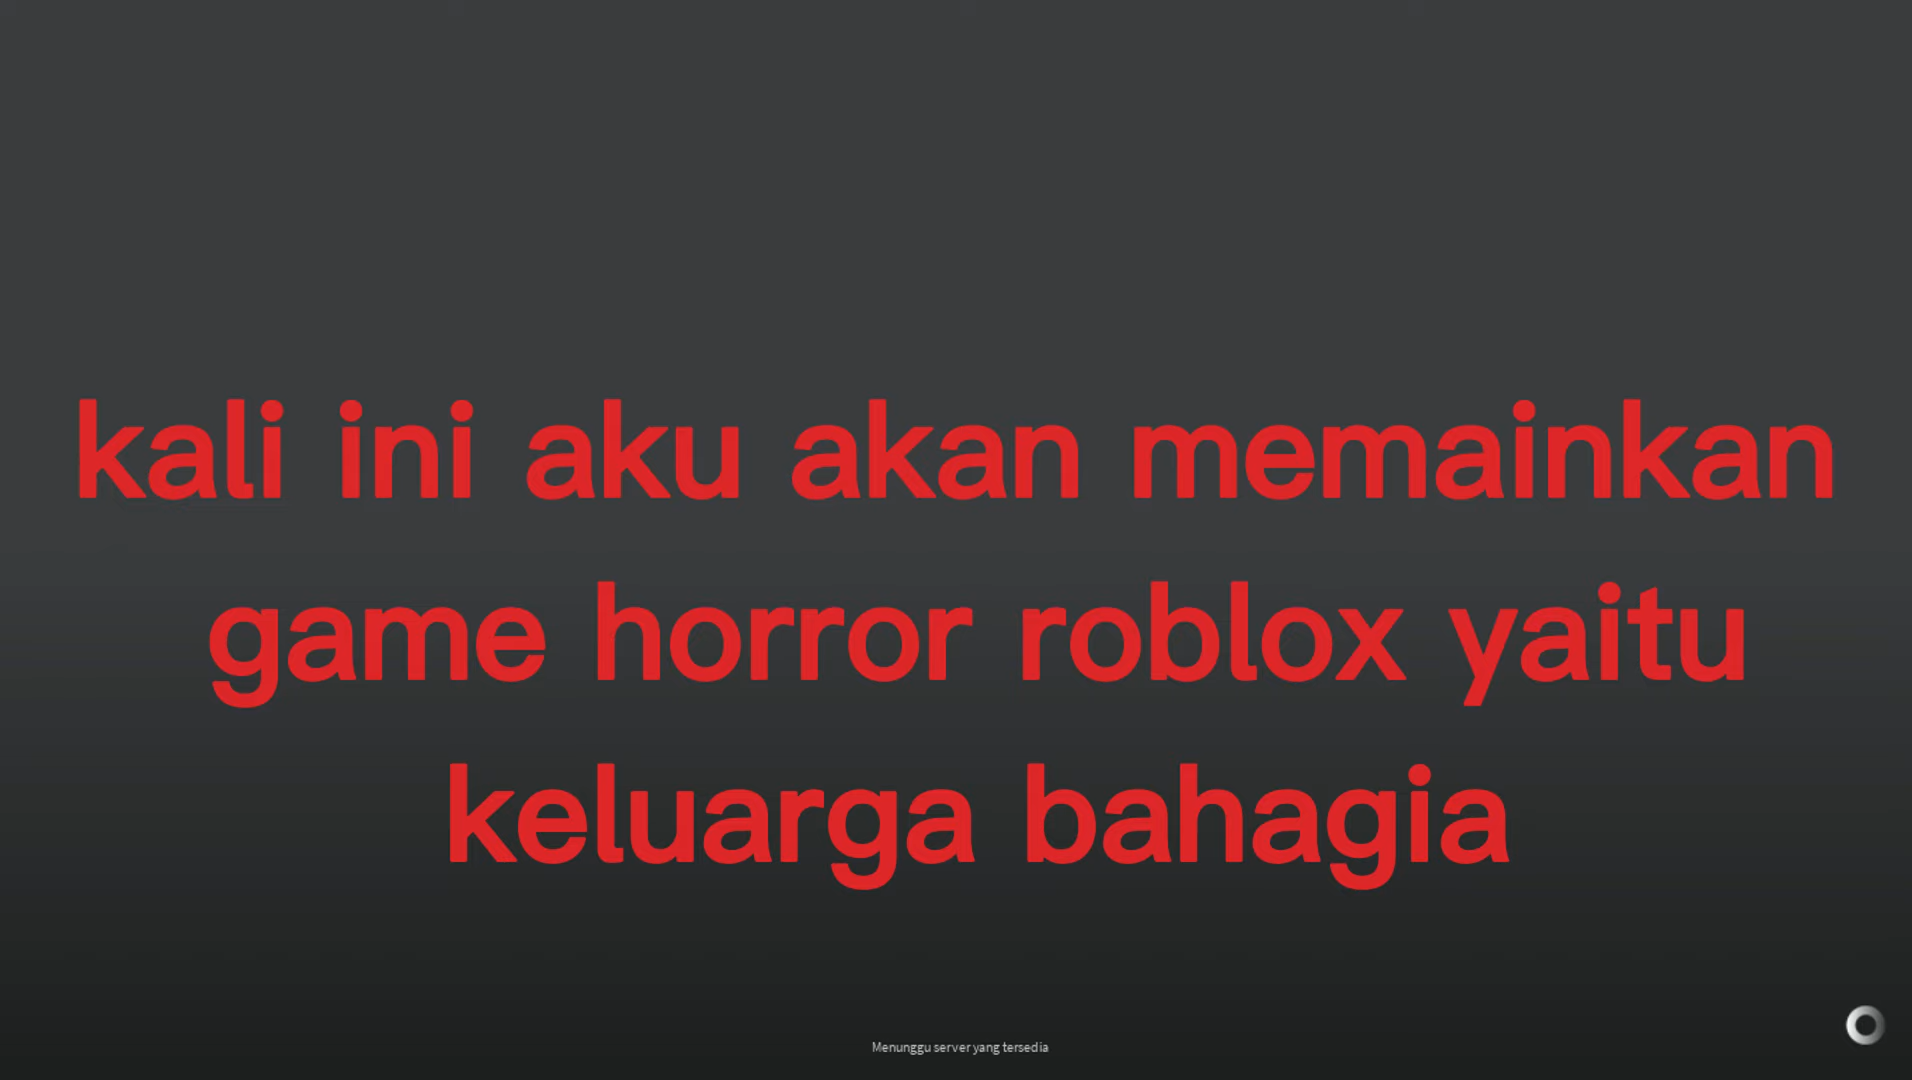 kali ini aku akan memainkan
game horror roblox yaitu
keluarga bahagia
Menunggu server yang tersedia